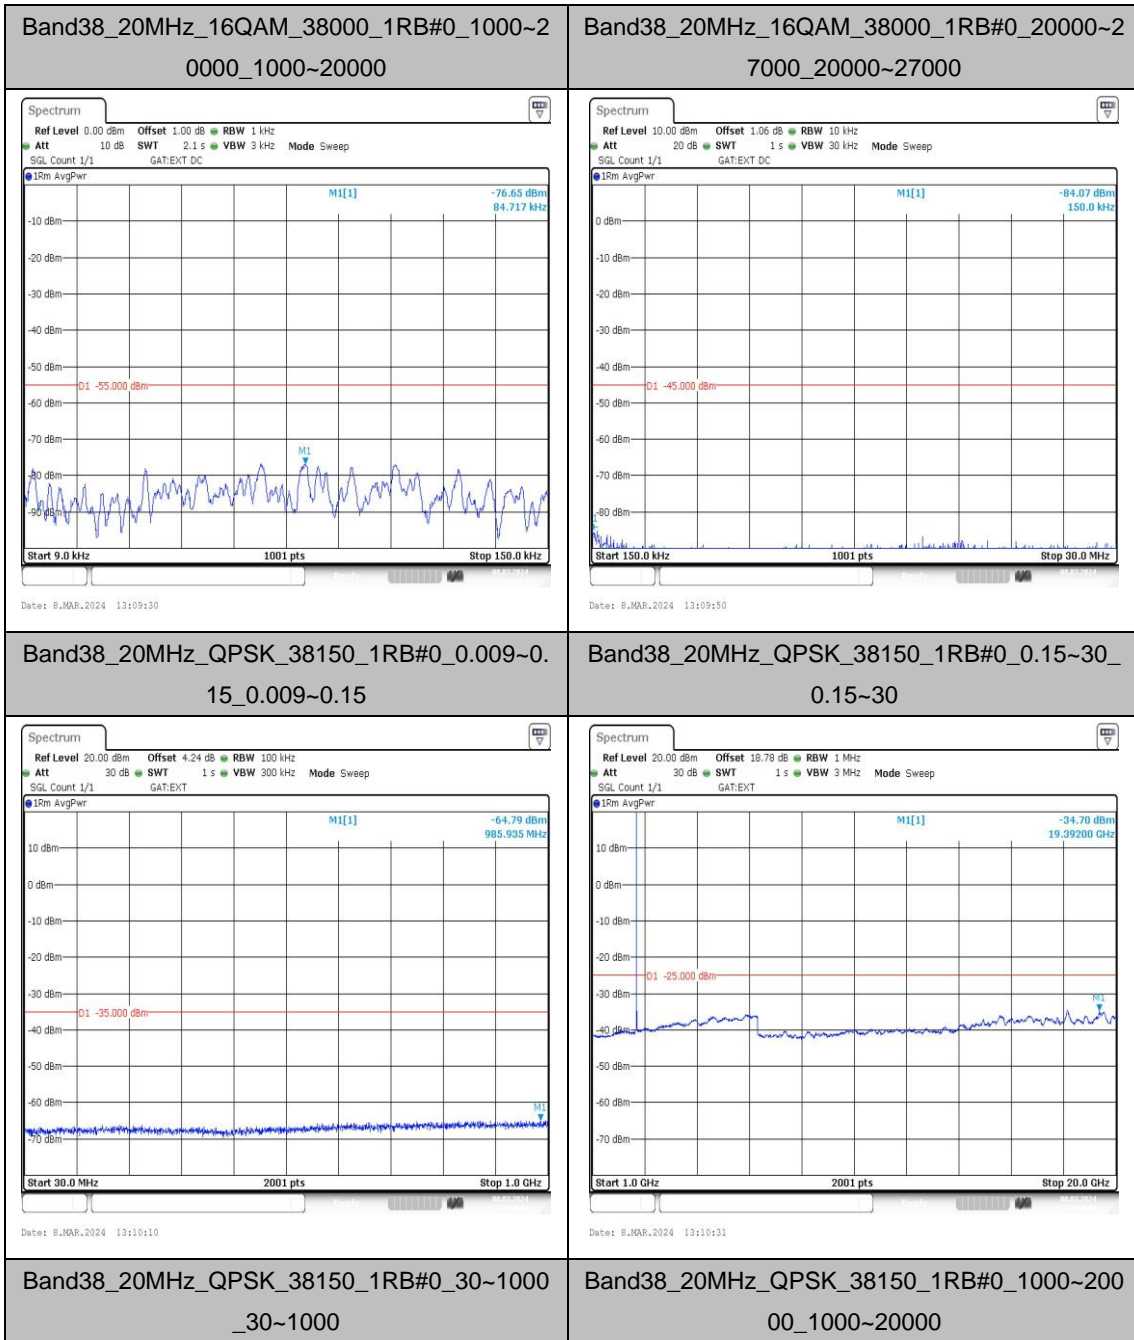 Band38_20MHz_16QAM_38000_1RB#0_1000~2
0000_1000~20000
Band38_20MHz_16QAM_38000_1RB#0_20000~2
7000_20000~27000
Spectrum
Ref Level 0.00 dBm Offset 1.00 dB RBW 1 kHz
Att 10 dB SWT 2.1 s VBW 3 kHz Mode Sweep
SGL Count 1/1 GAT:EXT DC
1Rm AvgPwr
M1[1] -76.65 dBm
84.717 kHz
-10 dBm
-20 dBm
-30 dBm
-40 dBm
-50 dBm
D1 -55.000 dBm
-60 dBm
-70 dBm
M1
-80 dBm
-90 dBm
Start 9.0 kHz 1001 pts Stop 150.0 kHz
Date: 8.MAR.2024 13:09:30
Spectrum
Ref Level 10.00 dBm Offset 1.06 dB RBW 10 kHz
Att 20 dB SWT 1 s VBW 30 kHz Mode Sweep
SGL Count 1/1 GAT:EXT DC
1Rm AvgPwr
M1[1] -84.07 dBm
150.0 kHz
0 dBm
-10 dBm
-20 dBm
-30 dBm
-40 dBm
D1 -45.000 dBm
-50 dBm
-60 dBm
-70 dBm
-80 dBm
Start 150.0 kHz 1001 pts Stop 30.0 MHz
Date: 8.MAR.2024 13:09:50
Band38_20MHz_QPSK_38150_1RB#0_0.009~0.
15_0.009~0.15
Band38_20MHz_QPSK_38150_1RB#0_0.15~30_
0.15~30
Spectrum
Ref Level 20.00 dBm Offset 4.24 dB RBW 100 kHz
Att 30 dB SWT 1 s VBW 300 kHz Mode Sweep
SGL Count 1/1 GAT:EXT
1Rm AvgPwr
M1[1] -64.79 dBm
985.935 MHz
10 dBm
0 dBm
-10 dBm
-20 dBm
-30 dBm
D1 -35.000 dBm
-40 dBm
-50 dBm
-60 dBm
M1
-70 dBm
Start 30.0 MHz 2001 pts Stop 1.0 GHz
Date: 8.MAR.2024 13:10:10
Spectrum
Ref Level 20.00 dBm Offset 18.78 dB RBW 1 MHz
Att 30 dB SWT 1 s VBW 3 MHz Mode Sweep
SGL Count 1/1 GAT:EXT
1Rm AvgPwr
M1[1] -34.70 dBm
19.39200 GHz
10 dBm
0 dBm
-10 dBm
-20 dBm
D1 -25.000 dBm
-30 dBm
M1
-40 dBm
-50 dBm
-60 dBm
-70 dBm
Start 1.0 GHz 2001 pts Stop 20.0 GHz
Date: 8.MAR.2024 13:10:31
Band38_20MHz_QPSK_38150_1RB#0_30~1000
_30~1000
Band38_20MHz_QPSK_38150_1RB#0_1000~200
00_1000~20000